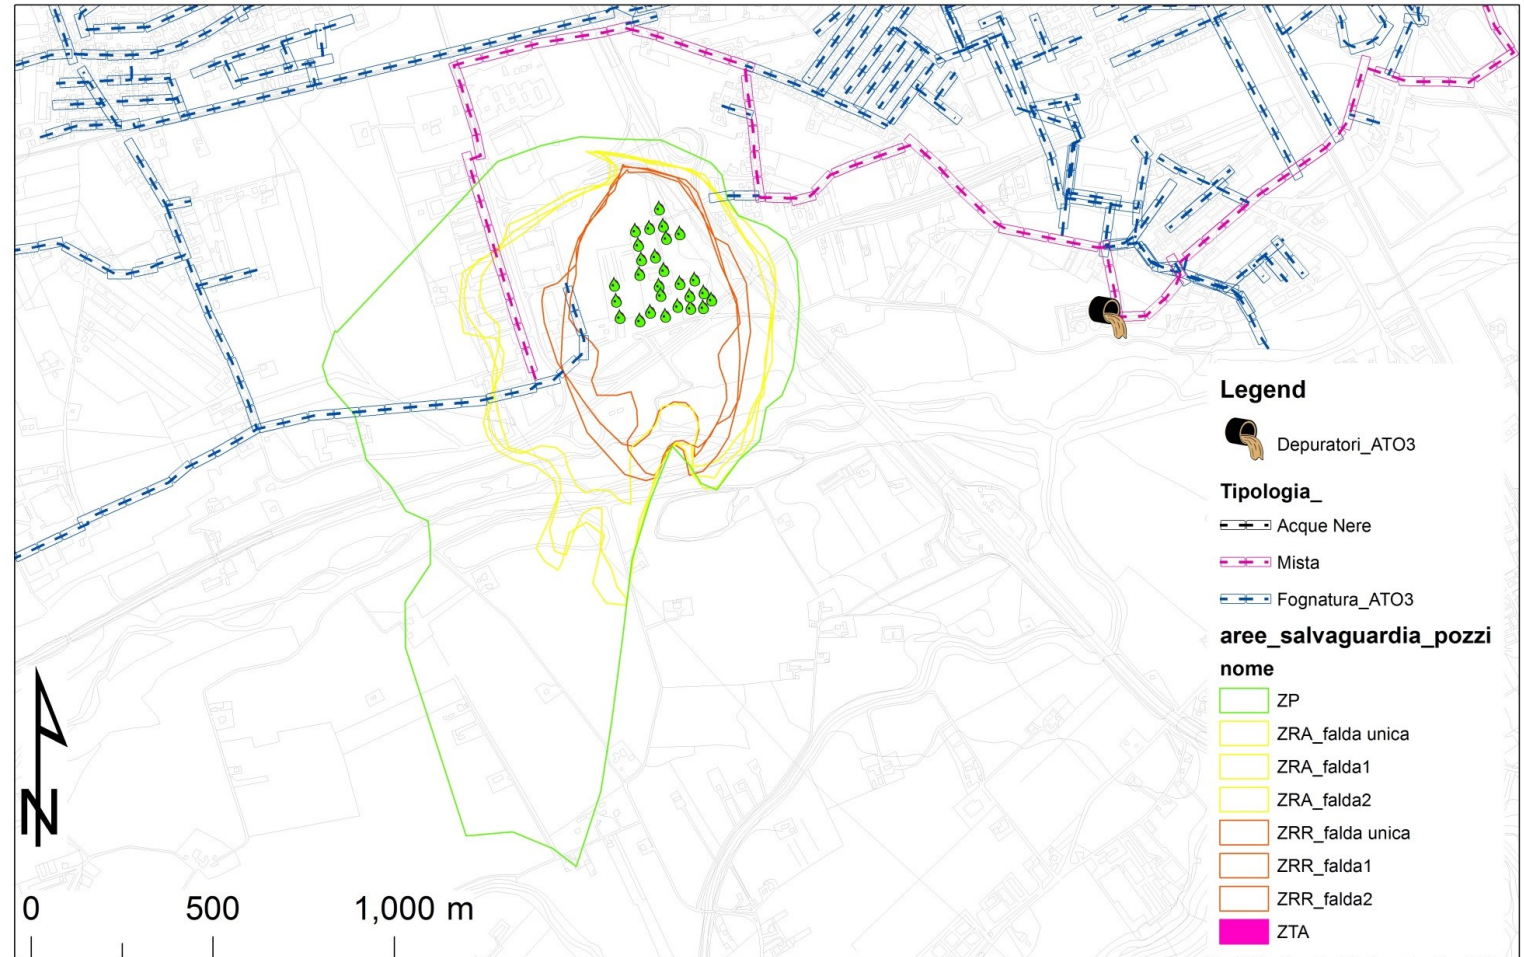 Legend
Depuratori_ATO3
Tipologia_
Acque Nere
Mista
Fognatura_ATO3
aree_salvaguardia_pozzi
nome
ZP
ZRA_falda unica
ZRA_falda1
ZRA_falda2
ZRR_falda unica
ZRR_falda1
ZRR_falda2
ZTA
N
0 500 1,000 m